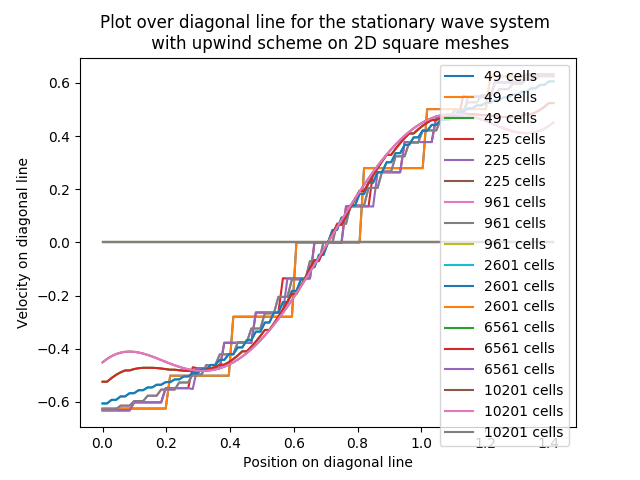 Plot over diagonal line for the stationary wave system
with upwind scheme on 2D square meshes
Velocity on diagonal line
0.6
0.4
0.2
0.0
−0.2
−0.4
−0.6
49 cells
49 cells
49 cells
225 cells
225 cells
225 cells
961 cells
961 cells
961 cells
2601 cells
2601 cells
2601 cells
6561 cells
6561 cells
6561 cells
10201 cells
10201 cells
10201 cells
0.0 0.2 0.4 0.6 0.8 1.0 1.2 1.4
Position on diagonal line